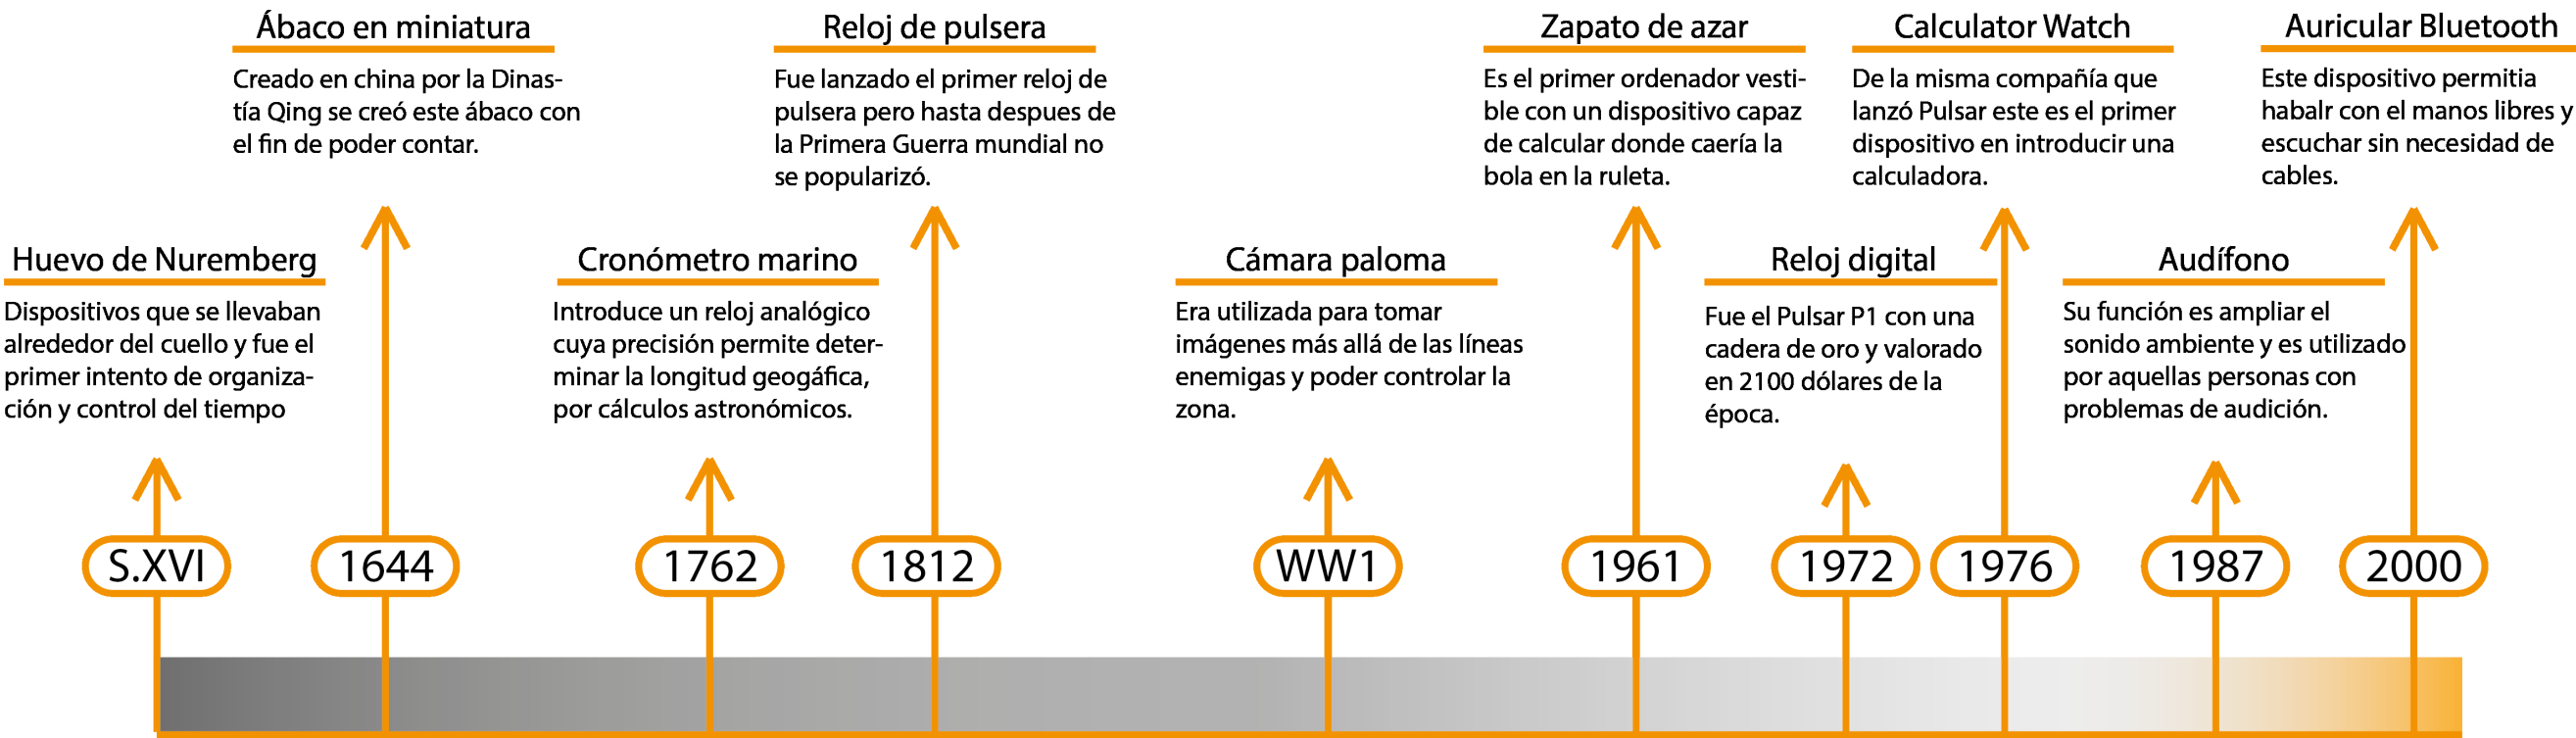 Huevo de Nuremberg
Dispositivos que se llevaban
alrededor del cuello y fue el
primer intento de organiza-
ción y control del tiempo
S.XVI
Ábaco en miniatura
Creado en china por la Dinas-
tía Qing se creó este ábaco con
el fin de poder contar.
1644
Cronómetro marino
Introduce un reloj analógico
cuya precisión permite deter-
minar la longitud geogáfica,
por cálculos astronómicos.
1762
Reloj de pulsera
Fue lanzado el primer reloj de
pulsera pero hasta despues de
la Primera Guerra mundial no
se popularizó.
1812
Cámara paloma
Era utilizada para tomar
imágenes más allá de las líneas
enemigas y poder controlar la
zona.
WW1
Zapato de azar
Es el primer ordenador vesti-
ble con un dispositivo capaz
de calcular donde caería la
bola en la ruleta.
1961
Reloj digital
Fue el Pulsar P1 con una
cadera de oro y valorado
en 2100 dólares de la
época.
1972
Calculator Watch
De la misma compañía que
lanzó Pulsar este es el primer
dispositivo en introducir una
calculadora.
1976
Audífono
Su función es ampliar el
sonido ambiente y es utilizado
por aquellas personas con
problemas de audición.
1987
Auricular Bluetooth
Este dispositivo permitia
habalr con el manos libres y
escuchar sin necesidad de
cables.
2000